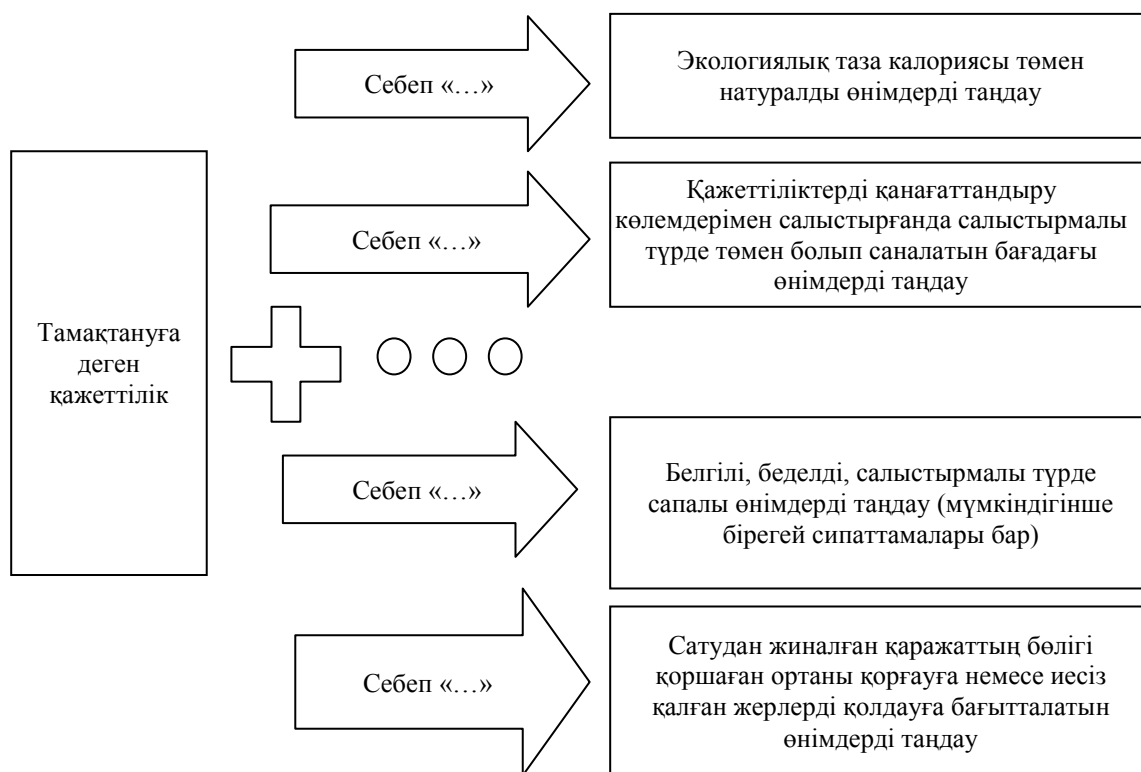 Себеп «…»
Экологиялық таза калориясы төмен
натуралды өнімдерді таңдау
Тамақтануға
деген
қажеттілік
Себеп «…»
Қажеттіліктерді қанағаттандыру
көлемдерімен салыстырғанда салыстырмалы
түрде төмен болып саналатын бағадағы
өнімдерді таңдау
Себеп «…»
Белгілі, беделді, салыстырмалы түрде
сапалы өнімдерді таңдау (мүмкіндігінше
бірегей сипаттамалары бар)
Себеп «…»
Сатудан жиналған қаражаттың бөлігі
қоршаған ортаны қорғауға немесе иесіз
қалған жерлерді қолдауға бағытталатын
өнімдерді таңдау